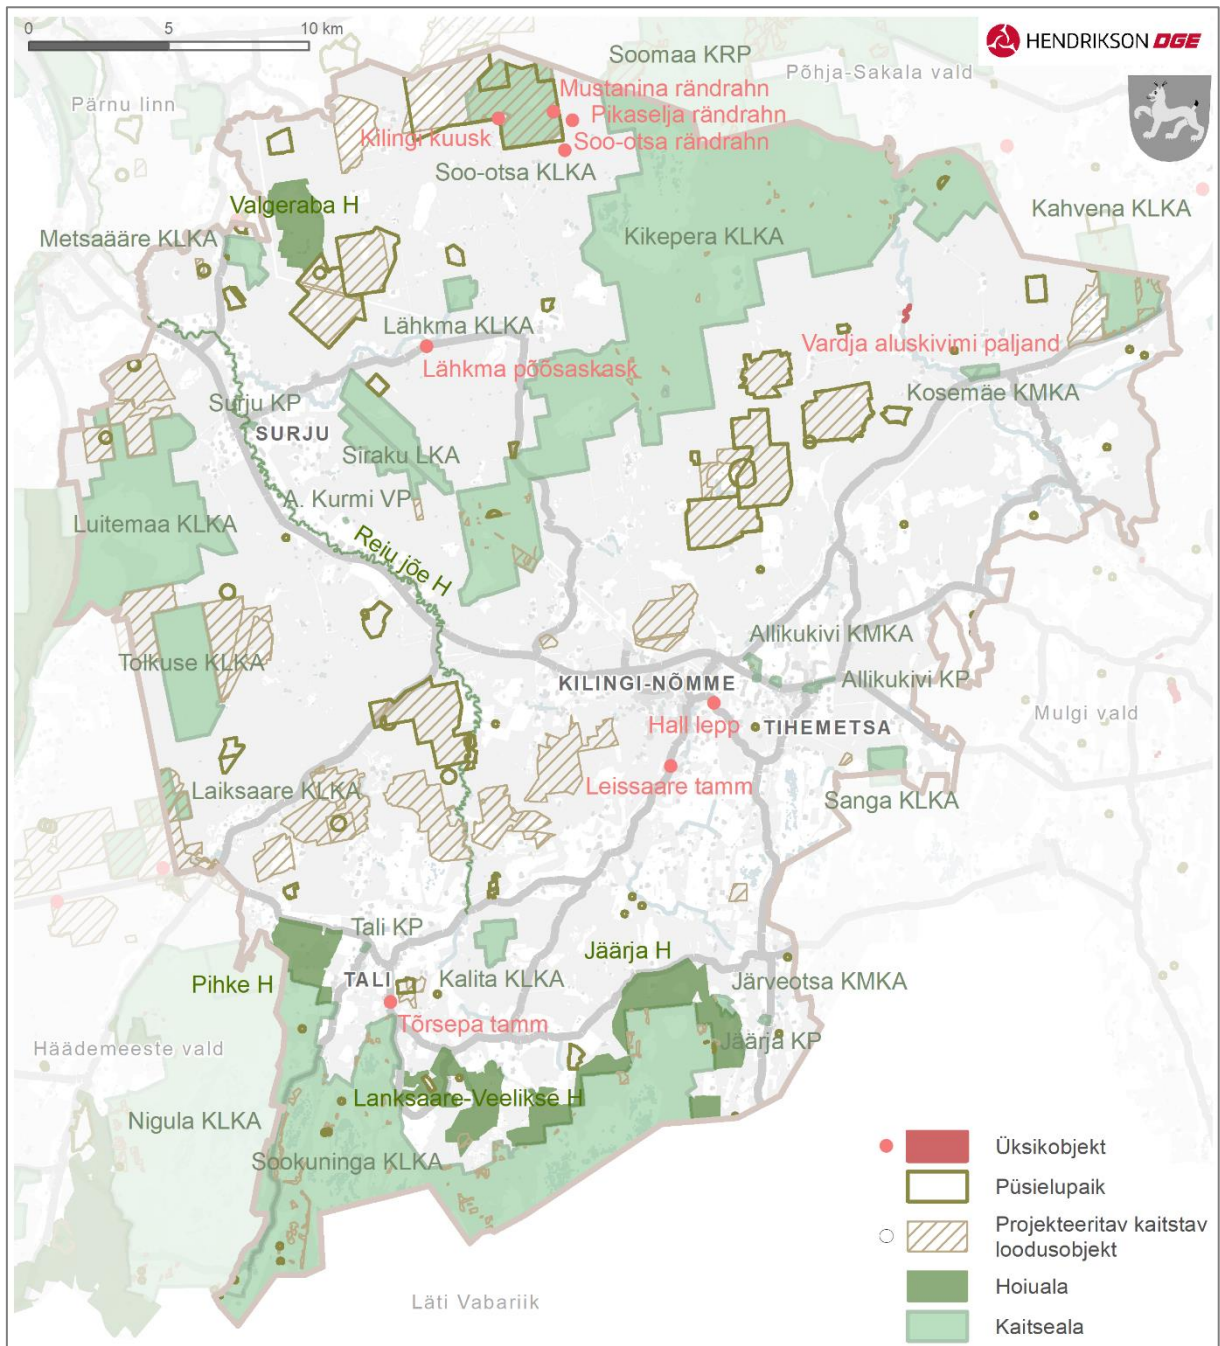 0 5 10 km
HENDRIKSON DGE
Soomaa KRP
Põhja-Sakala vald
Pärnu linn
Mustanina rändrahn
Pikaselja rändrahn
Kilingi kuusk
Soo-otsa rändrahn
Soo-otsa KLKA
Valgeraba H
Kahvena KLKA
Metsaääre KLKA
Kikepera KLKA
Lähkma KLKA
Vardja aluskivimi paljand
Lähkma põõsaskask
Kosemäe KMKA
Surju KP
SURJU
Siraku LKA
A. Kurmi VP
Luitemaa KLKA
Reiu jõe H
Allikukivi KMKA
Tolkuse KLKA
Allikukivi KP
KILINGI-NÕMME
Hall lepp
TIHEMETSA
Mulgi vald
Leissaare tamm
Laiksaare KLKA
Sanga KLKA
Tali KP
Jäärja H
Pihke H
TALI
Kalita KLKA
Järveotsa KMKA
Tõrsepa tamm
Jäärja KP
Häädemeeste vald
Lanksaare-Veelikse H
Nigula KLKA
Sookuninga KLKA
Läti Vabariik
Üksikobjekt
Püsielupaik
Projekteeritav kaitstav
loodusobjekt
Hoiuala
Kaitseala